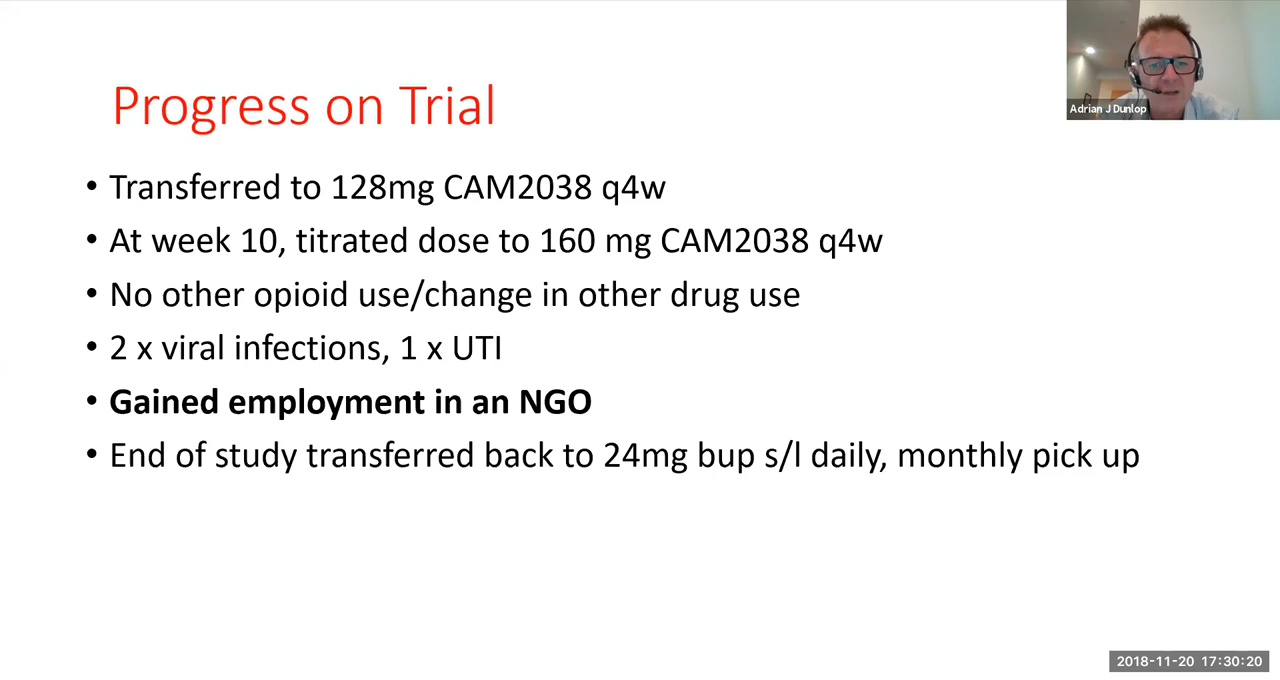 Progress on Trial
Adrian J Dunlop
• Transferred to 128mg CAM2038 q4w
• At week 10, titrated dose to 160 mg CAM2038 q4w
• No other opioid use/change in other drug use
• 2 x viral infections, 1 x UTI
• Gained employment in an NGO
• End of study transferred back to 24mg bup s/l daily, monthly pick up
2018-11-20 17:30:20